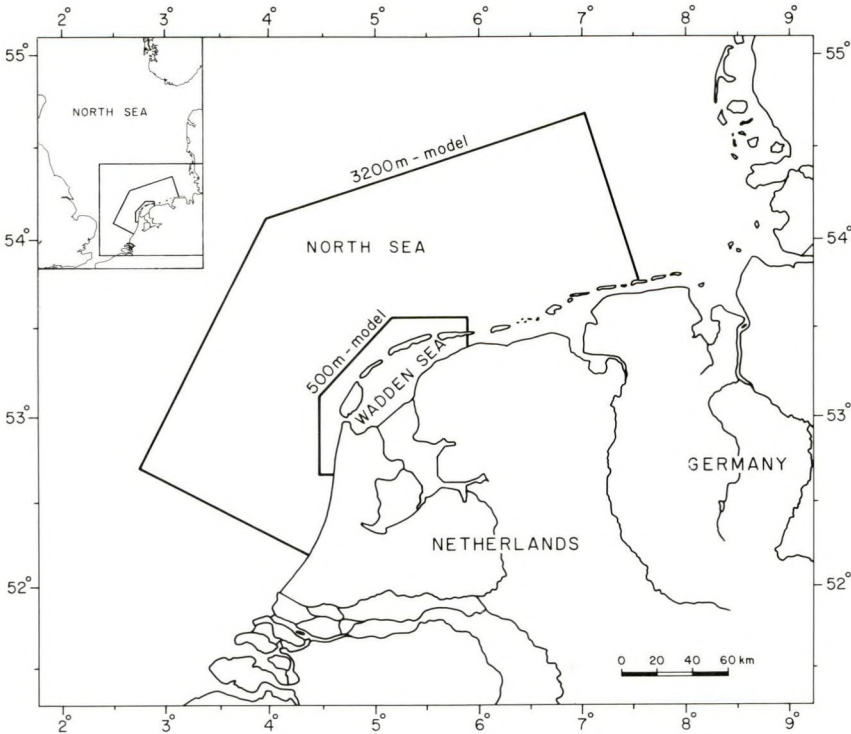 2° 3° 4° 5° 6° 7° 8° 9°
55° 55°
NORTH SEA
3200m - model
54° 54°
NORTH SEA
500m - model
WADDEN SEA
53° 53°
GERMANY
NETHERLANDS
52° 52°
0 20 40 60 km
2° 3° 4° 5° 6° 7° 8° 9°